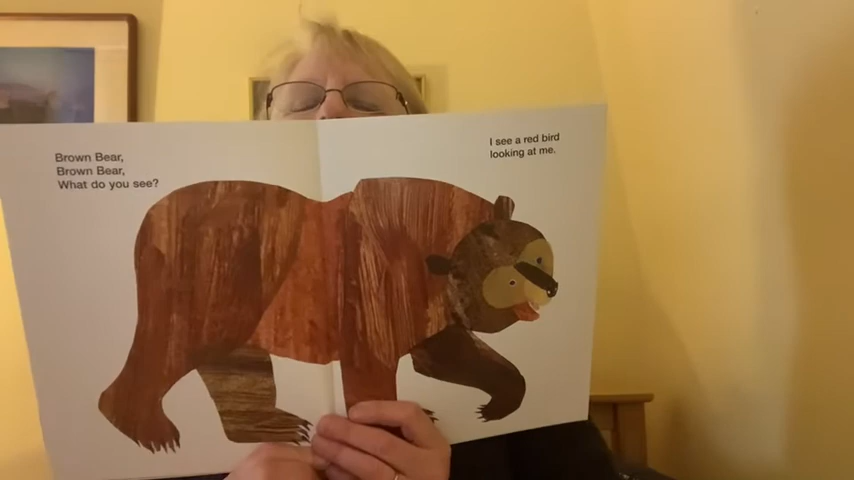 Brown Bear,
Brown Bear,
What do you see?
I see a red bird
looking at me.